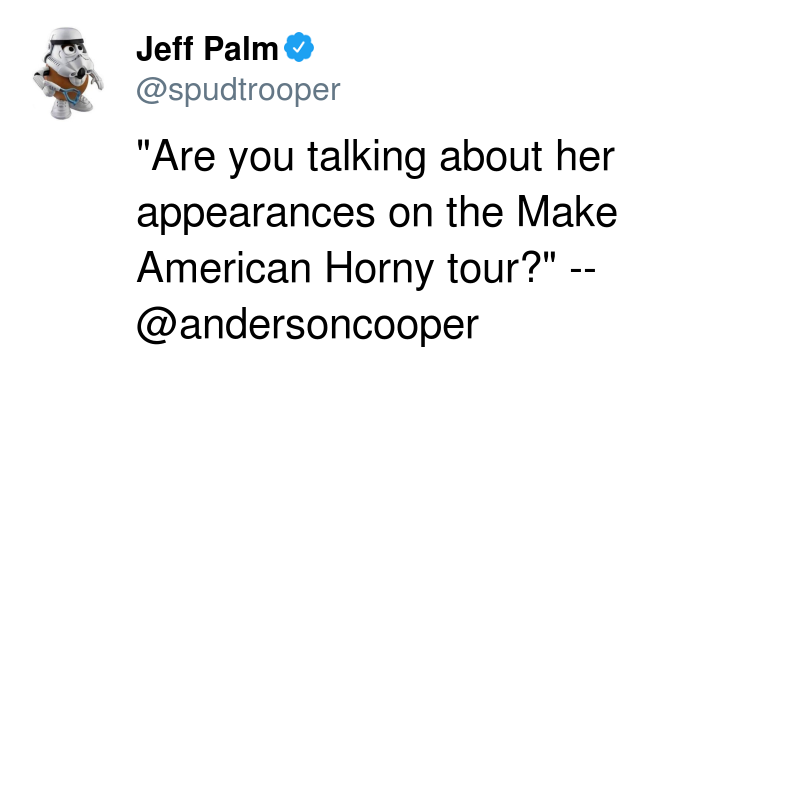 Jeff Palm
@spudtrooper
"Are you talking about her
appearances on the Make
American Horny tour?" --
@andersoncooper